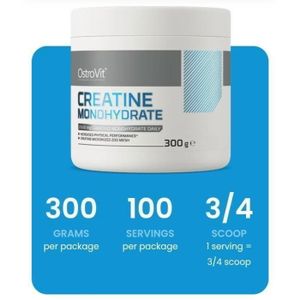 OstroVit
CREATINE
MONOHYDRATE
300 g
300
100
3/4
GRAMS
SERVINGS
SCOOP
per package
per package
1 serving =
3/4 scoop